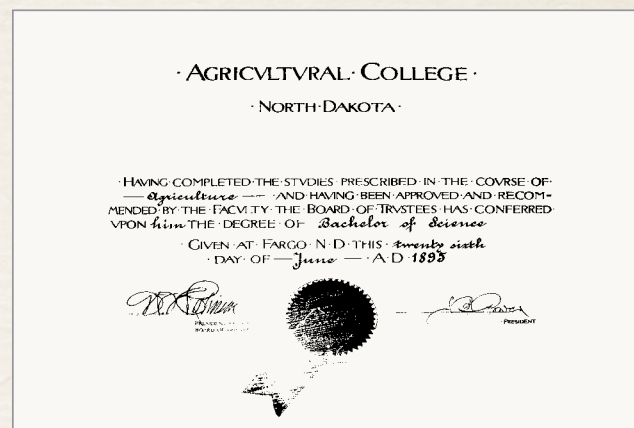 · AGRICVLTVRAL · COLLEGE ·
· NORTH · DAKOTA ·
· HAVING · COMPLETED · THE · STVDIES · PRESCRIBED · IN · THE · COVRSE · OF ·
— Agriculture — · AND · HAVING · BEEN · APPROVED · AND · RECOM=
MENDED · BY · THE · FACVLTY · THE · BOARD · OF · TRVSTEES · HAS · CONFERRED ·
VPON him THE DEGREE · OF · Bachelor of Science
· GIVEN · AT · FARGO · N · D · THIS · twenty sixth
· DAY · OF — June — · A · D · 1895
PRESIDENT